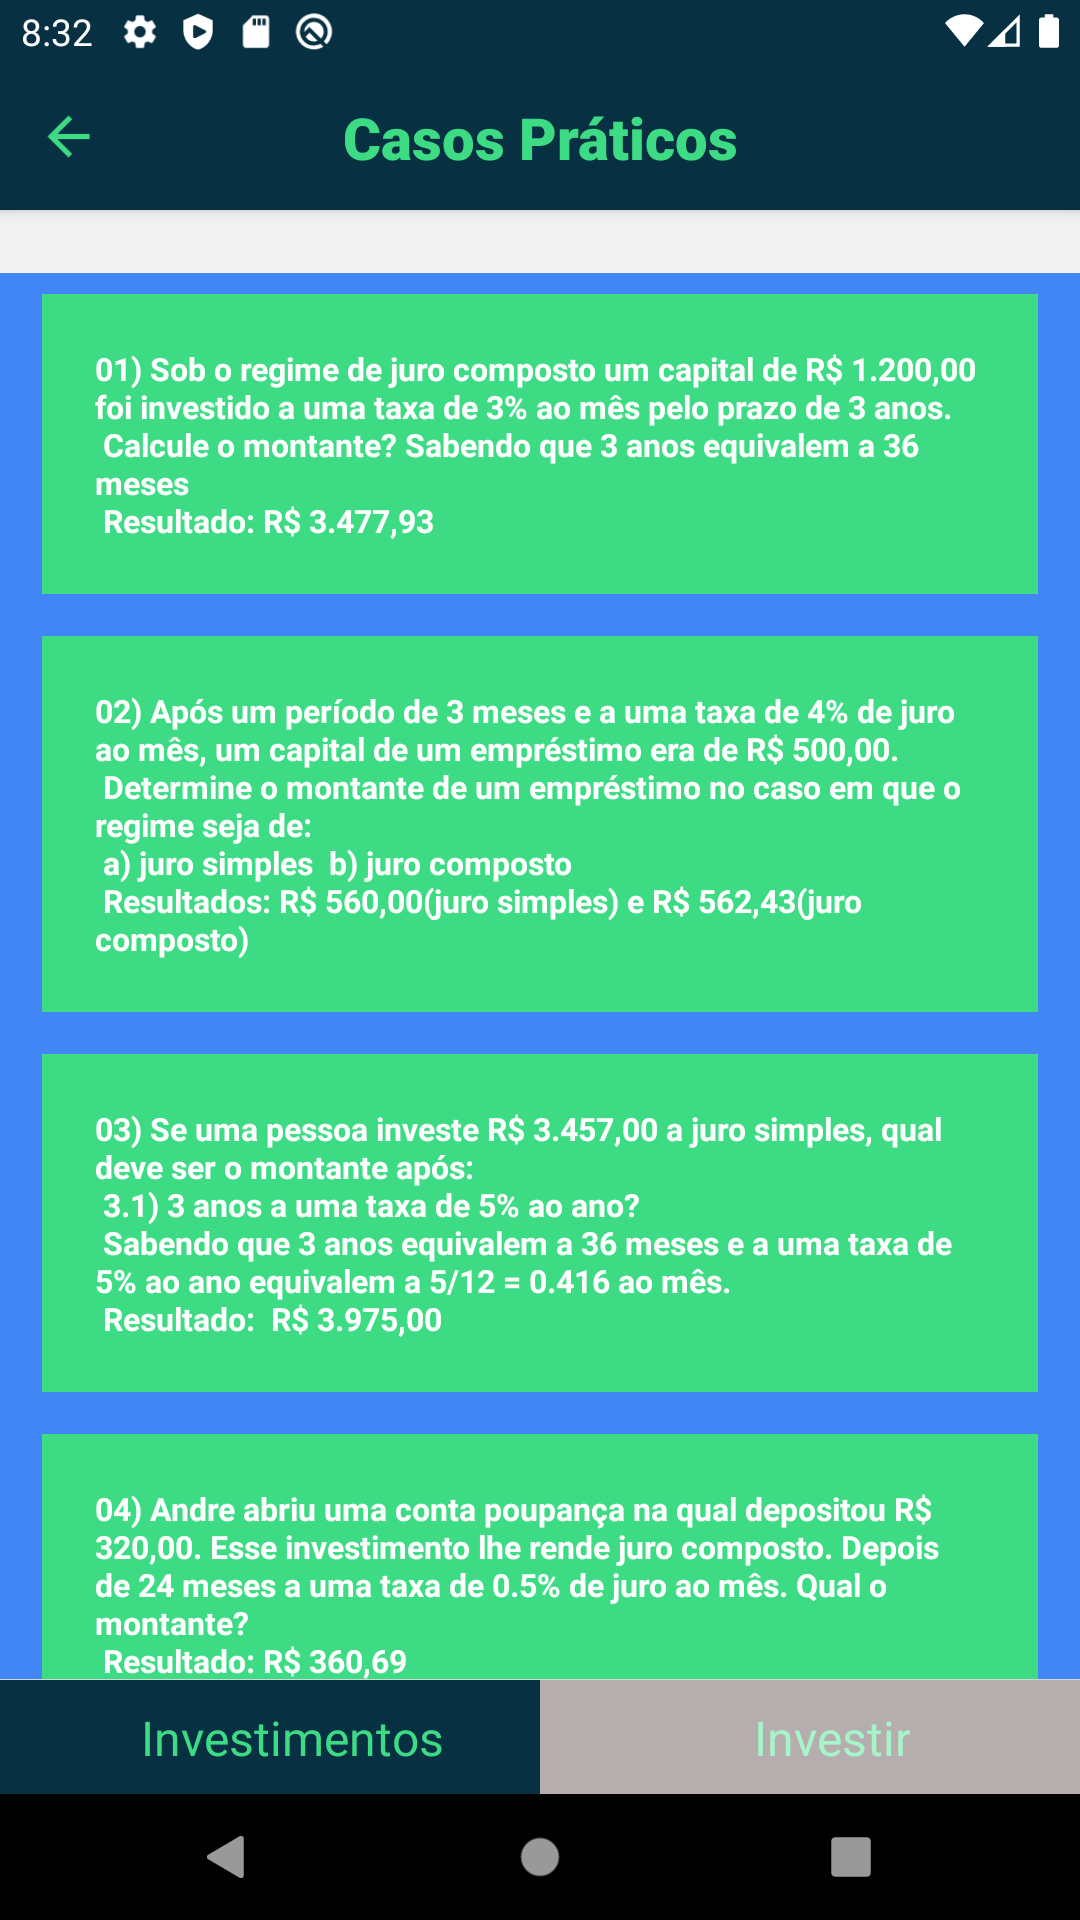 8:32
Casos Práticos
01) Sob o regime de juro composto um capital de R$ 1.200,00
foi investido a uma taxa de 3% ao mês pelo prazo de 3 anos.
Calcule o montante? Sabendo que 3 anos equivalem a 36
meses
Resultado: R$ 3.477,93
02) Após um período de 3 meses e a uma taxa de 4% de juro
ao mês, um capital de um empréstimo era de R$ 500,00.
Determine o montante de um empréstimo no caso em que o
regime seja de:
a) juro simples  b) juro composto
Resultados: R$ 560,00(juro simples) e R$ 562,43(juro
composto)
03) Se uma pessoa investe R$ 3.457,00 a juro simples, qual
deve ser o montante após:
3.1) 3 anos a uma taxa de 5% ao ano?
Sabendo que 3 anos equivalem a 36 meses e a uma taxa de
5% ao ano equivalem a 5/12 = 0.416 ao mês.
Resultado:  R$ 3.975,00
04) Andre abriu uma conta poupança na qual depositou R$
320,00. Esse investimento lhe rende juro composto. Depois
de 24 meses a uma taxa de 0.5% de juro ao mês. Qual o
montante?
Resultado: R$ 360,69
Investimentos
Investir